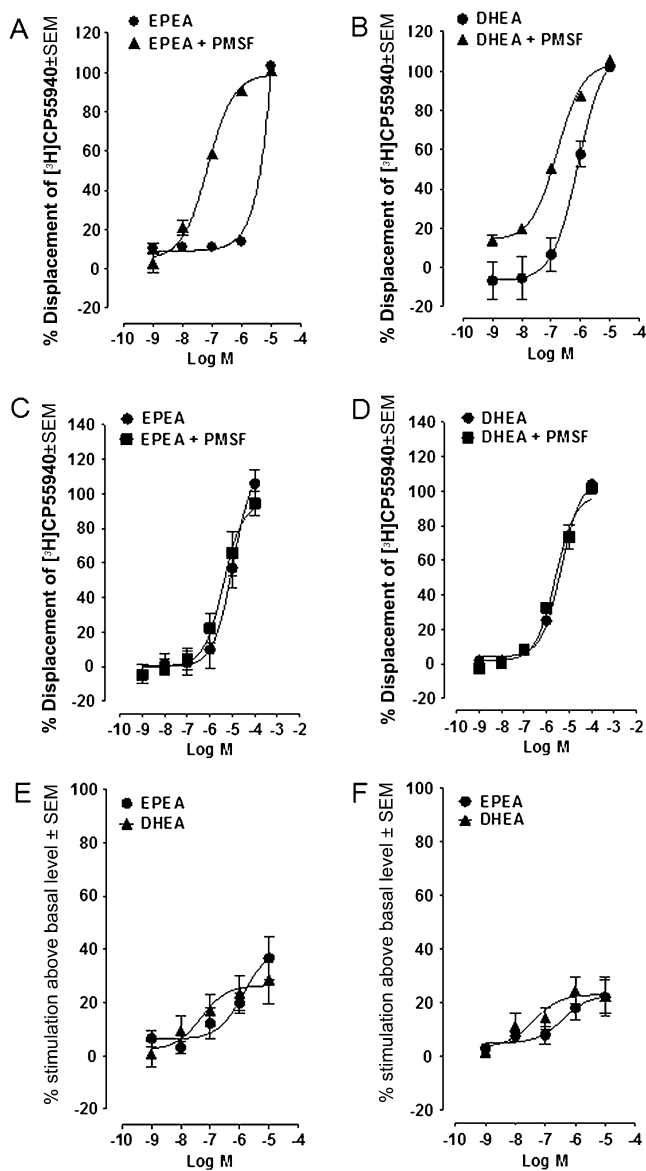 A
EPEA
EPEA + PMSF
% Displacement of [³H]CP55940±SEM
120
100
80
60
40
20
0
-20
-10 -9 -8 -7 -6 -5 -4
Log M
B
DHEA
DHEA + PMSF
% Displacement of [³H]CP55940±SEM
120
100
80
60
40
20
0
-20
-10 -9 -8 -7 -6 -5 -4
Log M
C
EPEA
EPEA + PMSF
% Displacement of [³H]CP55940±SEM
140
120
100
80
60
40
20
0
-20
-10 -9 -8 -7 -6 -5 -4 -3 -2
Log M
D
DHEA
DHEA + PMSF
% Displacement of [³H]CP55940±SEM
140
120
100
80
60
40
20
0
-20
-10 -9 -8 -7 -6 -5 -4 -3 -2
Log M
E
EPEA
DHEA
% stimulation above basal level ± SEM
100
80
60
40
20
0
-20
-10 -9 -8 -7 -6 -5 -4
Log M
F
EPEA
DHEA
% stimulation above basal level ± SEM
100
80
60
40
20
0
-20
-10 -9 -8 -7 -6 -5 -4
Log M